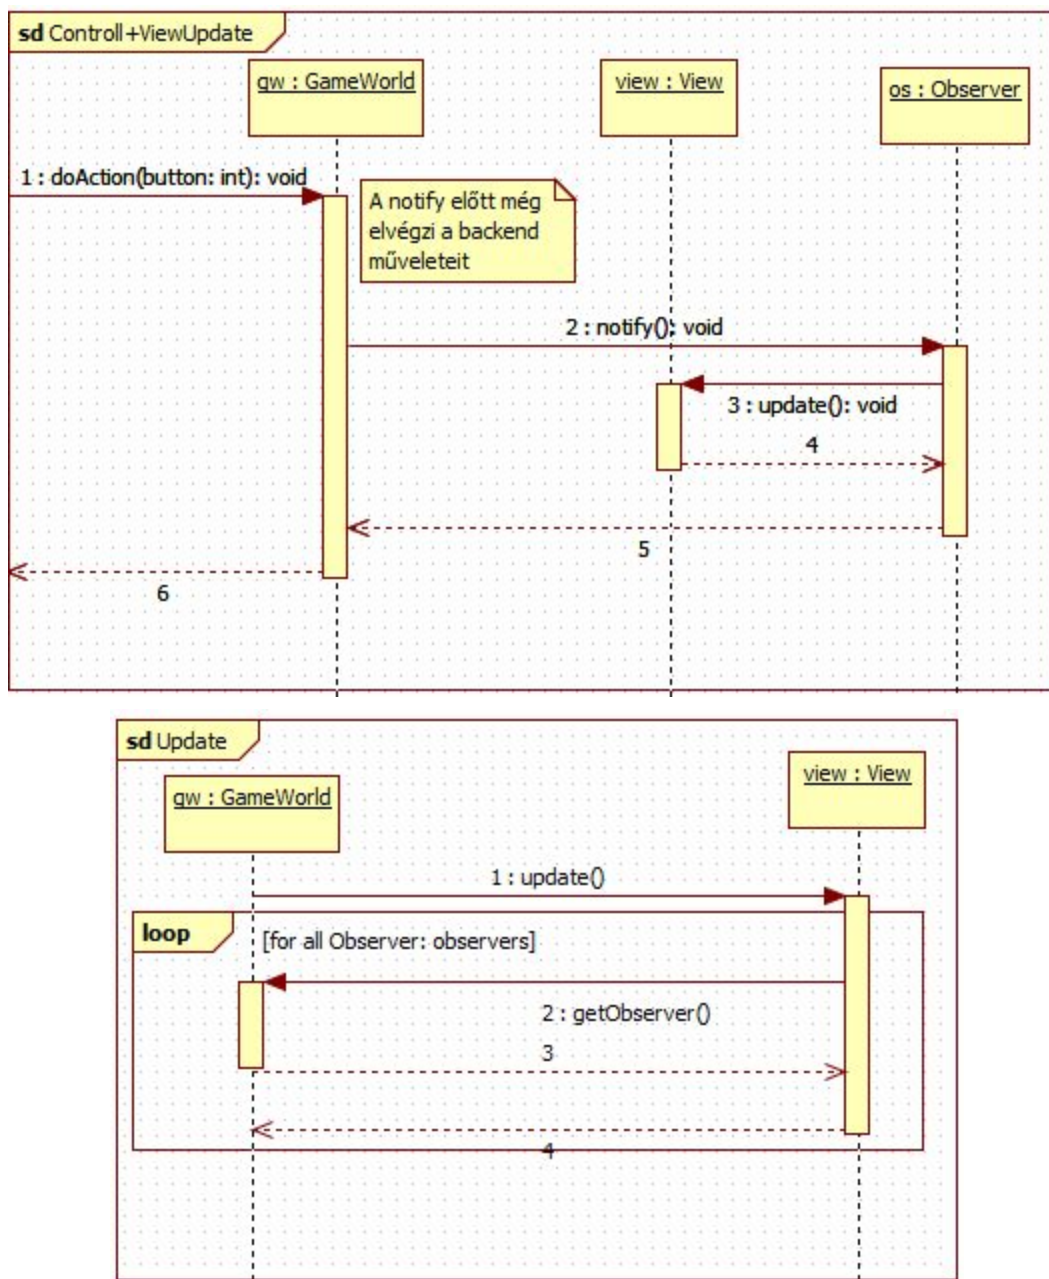 sd Controll+ViewUpdate
gw : GameWorld
view : View
os : Observer
1 : doAction(button: int): void
A notify előtt még
elvégzi a backend
műveleteit
2 : notify(): void
3 : update(): void
4
5
6
sd Update
gw : GameWorld
view : View
1 : update()
loop
[for all Observer: observers]
2 : getObserver()
3
4